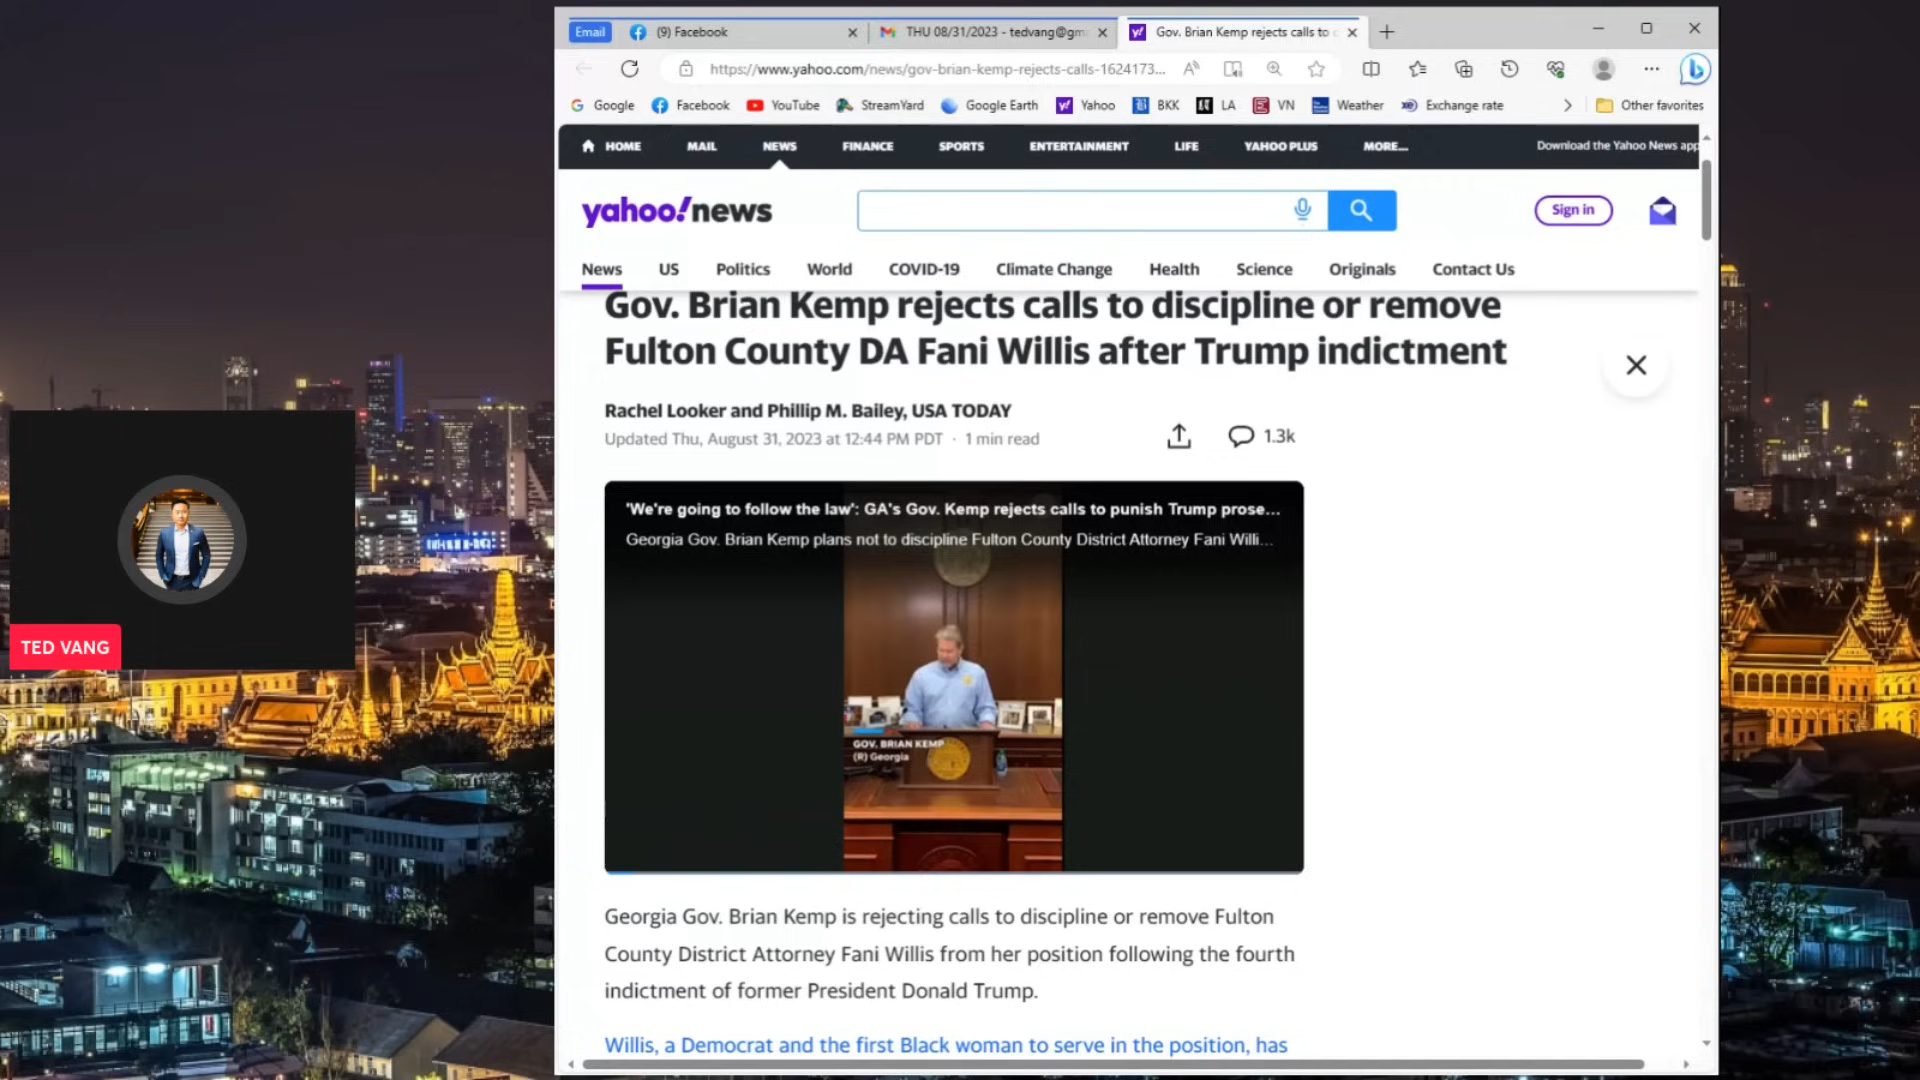 Email
(9) Facebook
THU 08/31/2023 - tedvang@gm
Gov. Brian Kemp rejects calls to
https://www.yahoo.com/news/gov-brian-kemp-rejects-calls-1624173...
Google
Facebook
YouTube
StreamYard
Google Earth
Yahoo
BKK
LA
VN
Weather
Exchange rate
Other favorites
HOME
MAIL
NEWS
FINANCE
SPORTS
ENTERTAINMENT
LIFE
YAHOO PLUS
MORE...
Download the Yahoo News app
yahoo!news
Sign in
News
US
Politics
World
COVID-19
Climate Change
Health
Science
Originals
Contact Us
Gov. Brian Kemp rejects calls to discipline or remove
Fulton County DA Fani Willis after Trump indictment
Rachel Looker and Phillip M. Bailey, USA TODAY
Updated Thu, August 31, 2023 at 12:44 PM PDT · 1 min read
1.3k
'We're going to follow the law': GA's Gov. Kemp rejects calls to punish Trump prose...
Georgia Gov. Brian Kemp plans not to discipline Fulton County District Attorney Fani Willi...
GOV. BRIAN KEMP
(R) Georgia
TED VANG
Georgia Gov. Brian Kemp is rejecting calls to discipline or remove Fulton
County District Attorney Fani Willis from her position following the fourth
indictment of former President Donald Trump.
Willis, a Democrat and the first Black woman to serve in the position, has